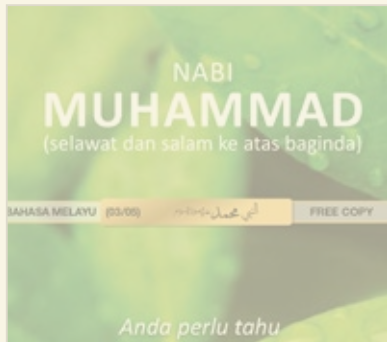 NABI
MUHAMMAD
(selawat dan salam ke atas baginda)
BAHASA MELAYU (03/05) النبي محمد FREE COPY
Anda perlu tahu